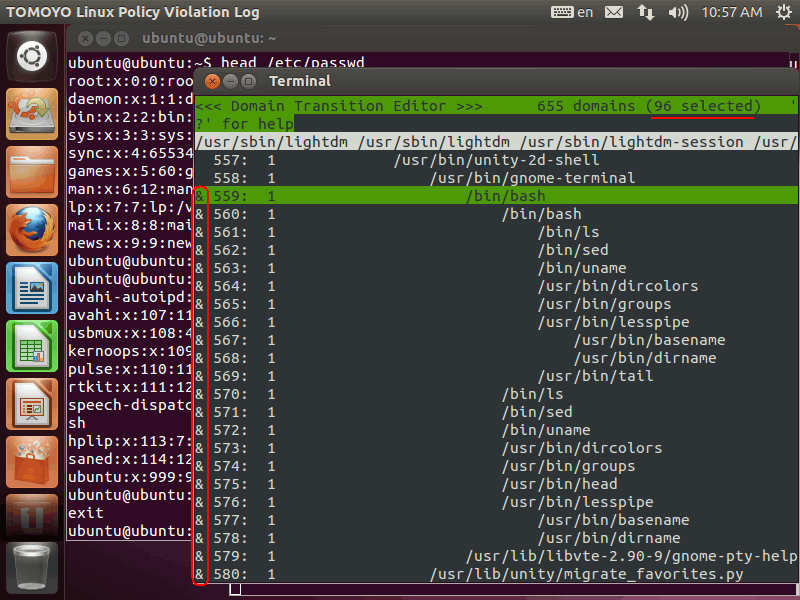 TOMOYO Linux Policy Violation Log
en
10:57 AM
ubuntu@ubuntu: ~
ubuntu@ubuntu:~$ head /etc/passwd
root:x:0:0:roo
daemon:x:1:1:d
bin:x:2:2:bin:
sys:x:3:3:sys:
sync:x:4:65534
games:x:5:60:g
man:x:6:12:man
lp:x:7:7:lp:/v
mail:x:8:8:mai
news:x:9:9:new
ubuntu@ubuntu:
ubuntu@ubuntu:
avahi-autoipd:
avahi:x:107:11
usbmux:x:108:4
kernoops:x:109
pulse:x:110:11
rtkit:x:111:12
speech-dispatc
sh
hplip:x:113:7:
saned:x:114:12
ubuntu:x:999:9
ubuntu@ubuntu:
exit
ubuntu@ubuntu:
Terminal
<<< Domain Transition Editor >>>      655 domains (96 selected)   '
?' for help
/usr/sbin/lightdm /usr/sbin/lightdm /usr/sbin/lightdm-session /usr/
557:  1 /usr/bin/unity-2d-shell
558:  1 /usr/bin/gnome-terminal
& 559:  1 /bin/bash
& 560:  1 /bin/bash
& 561:  1 /bin/ls
& 562:  1 /bin/sed
& 563:  1 /bin/uname
& 564:  1 /usr/bin/dircolors
& 565:  1 /usr/bin/groups
& 566:  1 /usr/bin/lesspipe
& 567:  1 /usr/bin/basename
& 568:  1 /usr/bin/dirname
& 569:  1 /usr/bin/tail
& 570:  1 /bin/ls
& 571:  1 /bin/sed
& 572:  1 /bin/uname
& 573:  1 /usr/bin/dircolors
& 574:  1 /usr/bin/groups
& 575:  1 /usr/bin/head
& 576:  1 /usr/bin/lesspipe
& 577:  1 /usr/bin/basename
& 578:  1 /usr/bin/dirname
& 579:  1 /usr/lib/libvte-2.90-9/gnome-pty-help
& 580:  1 /usr/lib/unity/migrate_favorites.py